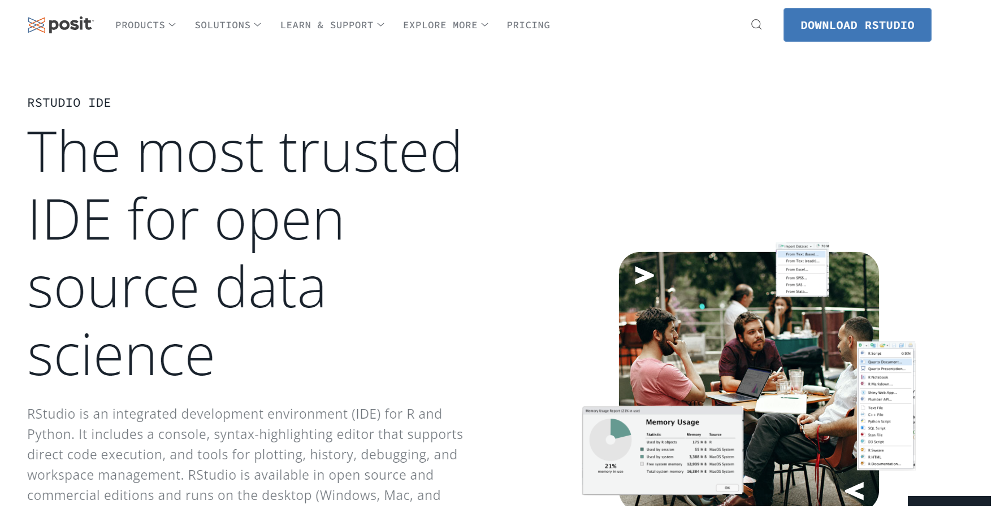 posit
PRODUCTS
SOLUTIONS
LEARN & SUPPORT
EXPLORE MORE
PRICING
DOWNLOAD RSTUDIO
RSTUDIO IDE
The most trusted
IDE for open
source data
science
RStudio is an integrated development environment (IDE) for R and
Python. It includes a console, syntax-highlighting editor that supports
direct code execution, and tools for plotting, history, debugging, and
workspace management. RStudio is available in open source and
commercial editions and runs on the desktop (Windows, Mac, and
>
Import Dataset
70 M
From Text (base)...
From Text (readr)...
From Excel...
From SPSS...
From SAS...
From Stata...
R Script ⇧⌘N
Quarto Document...
Quarto Presentation...
R Notebook
R Markdown...
Shiny Web App...
Plumber API...
Text File
C++ File
Python Script
SQL Script
Stan File
D3 Script
R Sweave
R HTML
R Documentation...
Memory Usage Report (21% in use)
Memory Usage
Statistic Memory Source
Used by R objects 175 MiB R
Used by session 55 MiB MacOS System
Used by system 3,388 MiB MacOS System
Free system memory 12,939 MiB MacOS System
Total system memory 16,384 MiB MacOS System
21%
memory in use
OK
<